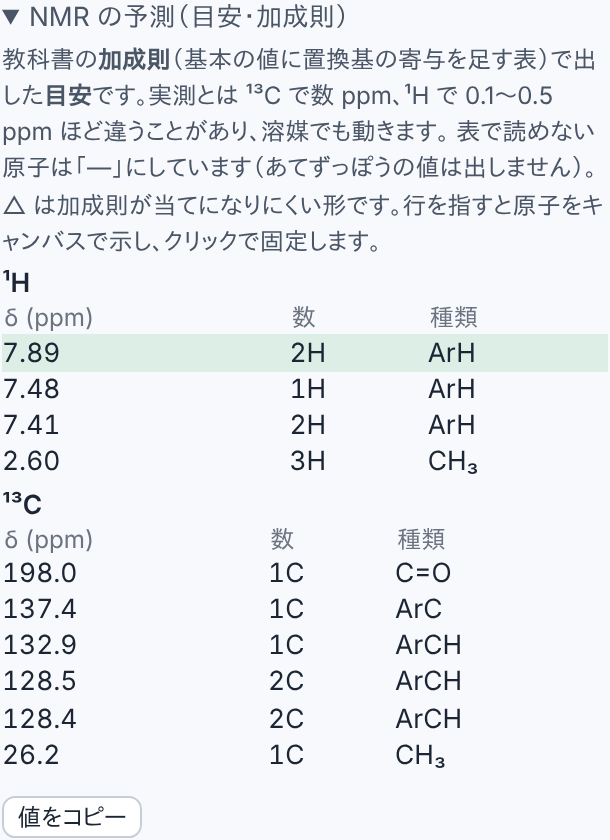 ▼ NMR の予測（目安・加成則）
教科書の加成則（基本の値に置換基の寄与を足す表）で出
した目安です。実測とは ¹³C で数 ppm、¹H で 0.1〜0.5
ppm ほど違うことがあり、溶媒でも動きます。表で読めない
原子は「—」にしています（あてずっぽうの値は出しません）。
△ は加成則が当てになりにくい形です。行を指すと原子をキ
ャンバスで示し、クリックで固定します。
¹H
δ (ppm) 数 種類
7.89 2H ArH
7.48 1H ArH
7.41 2H ArH
2.60 3H CH₃
¹³C
δ (ppm) 数 種類
198.0 1C C=O
137.4 1C ArC
132.9 1C ArCH
128.5 2C ArCH
128.4 2C ArCH
26.2 1C CH₃
値をコピー